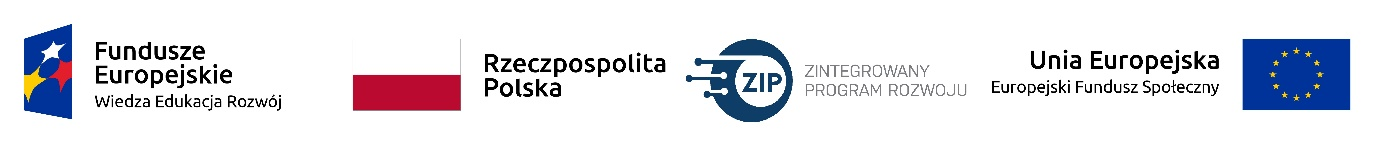 Fundusze
Europejskie
Wiedza Edukacja Rozwój
Rzeczpospolita
Polska
ZIP
ZINTEGROWANY
PROGRAM ROZWOJU
Unia Europejska
Europejski Fundusz Społeczny